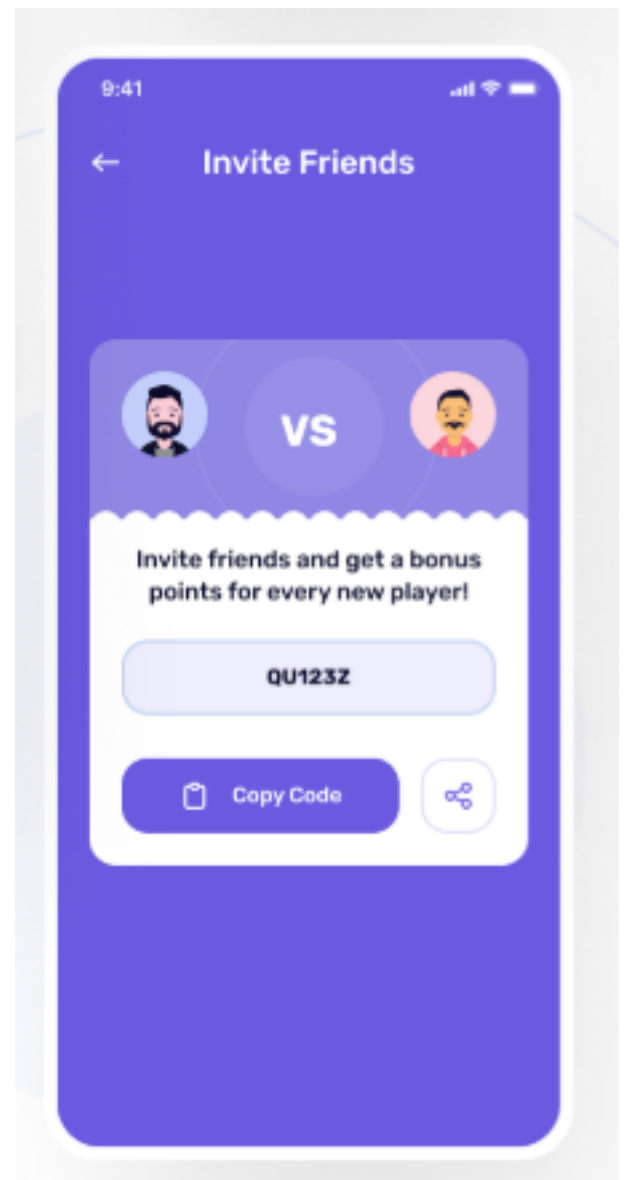 9:41
Invite Friends
VS
Invite friends and get a bonus
points for every new player!
QU123Z
Copy Code